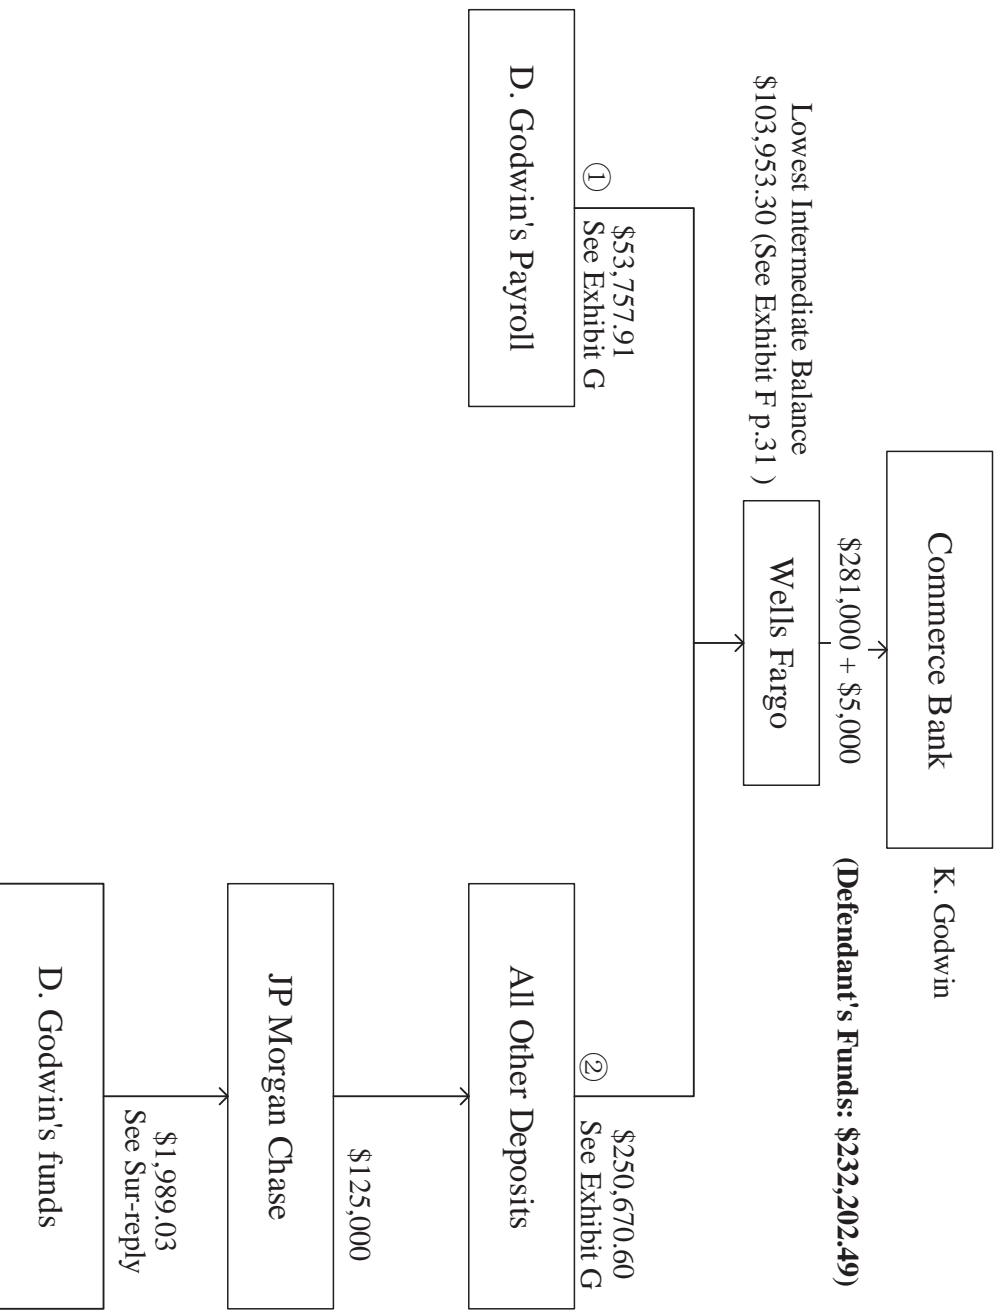 Commerce Bank
K. Godwin
$281,000 + $5,000
(Defendant's Funds: $232,202.49)
Lowest Intermediate Balance
$103,953.30 (See Exhibit F p.31 )
Wells Fargo
①
$53,757.91
See Exhibit G
②
$250,670.60
See Exhibit G
D. Godwin's Payroll
All Other Deposits
$125,000
JP Morgan Chase
$1,989.03
See Sur-reply
D. Godwin's funds